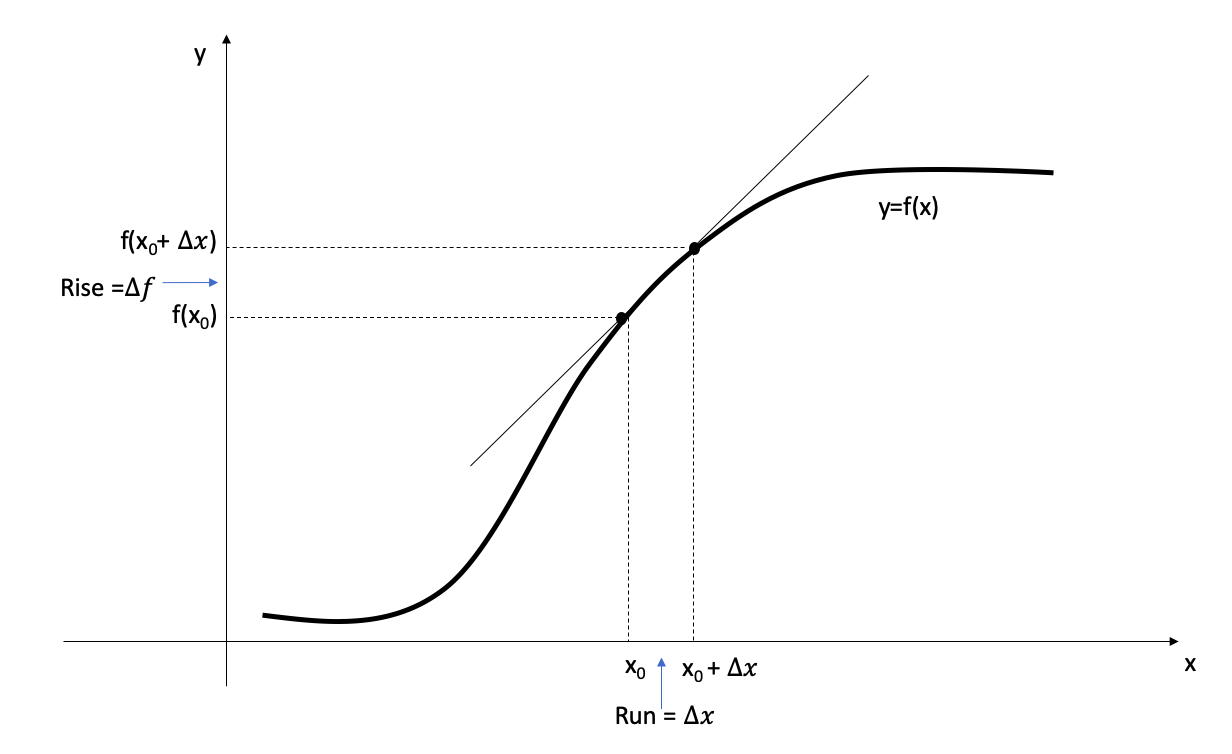 y
y=f(x)
f(x₀+ Δ𝑥)
Rise =Δ𝑓
f(x₀)
x₀
x₀ + Δ𝑥
x
Run = Δ𝑥